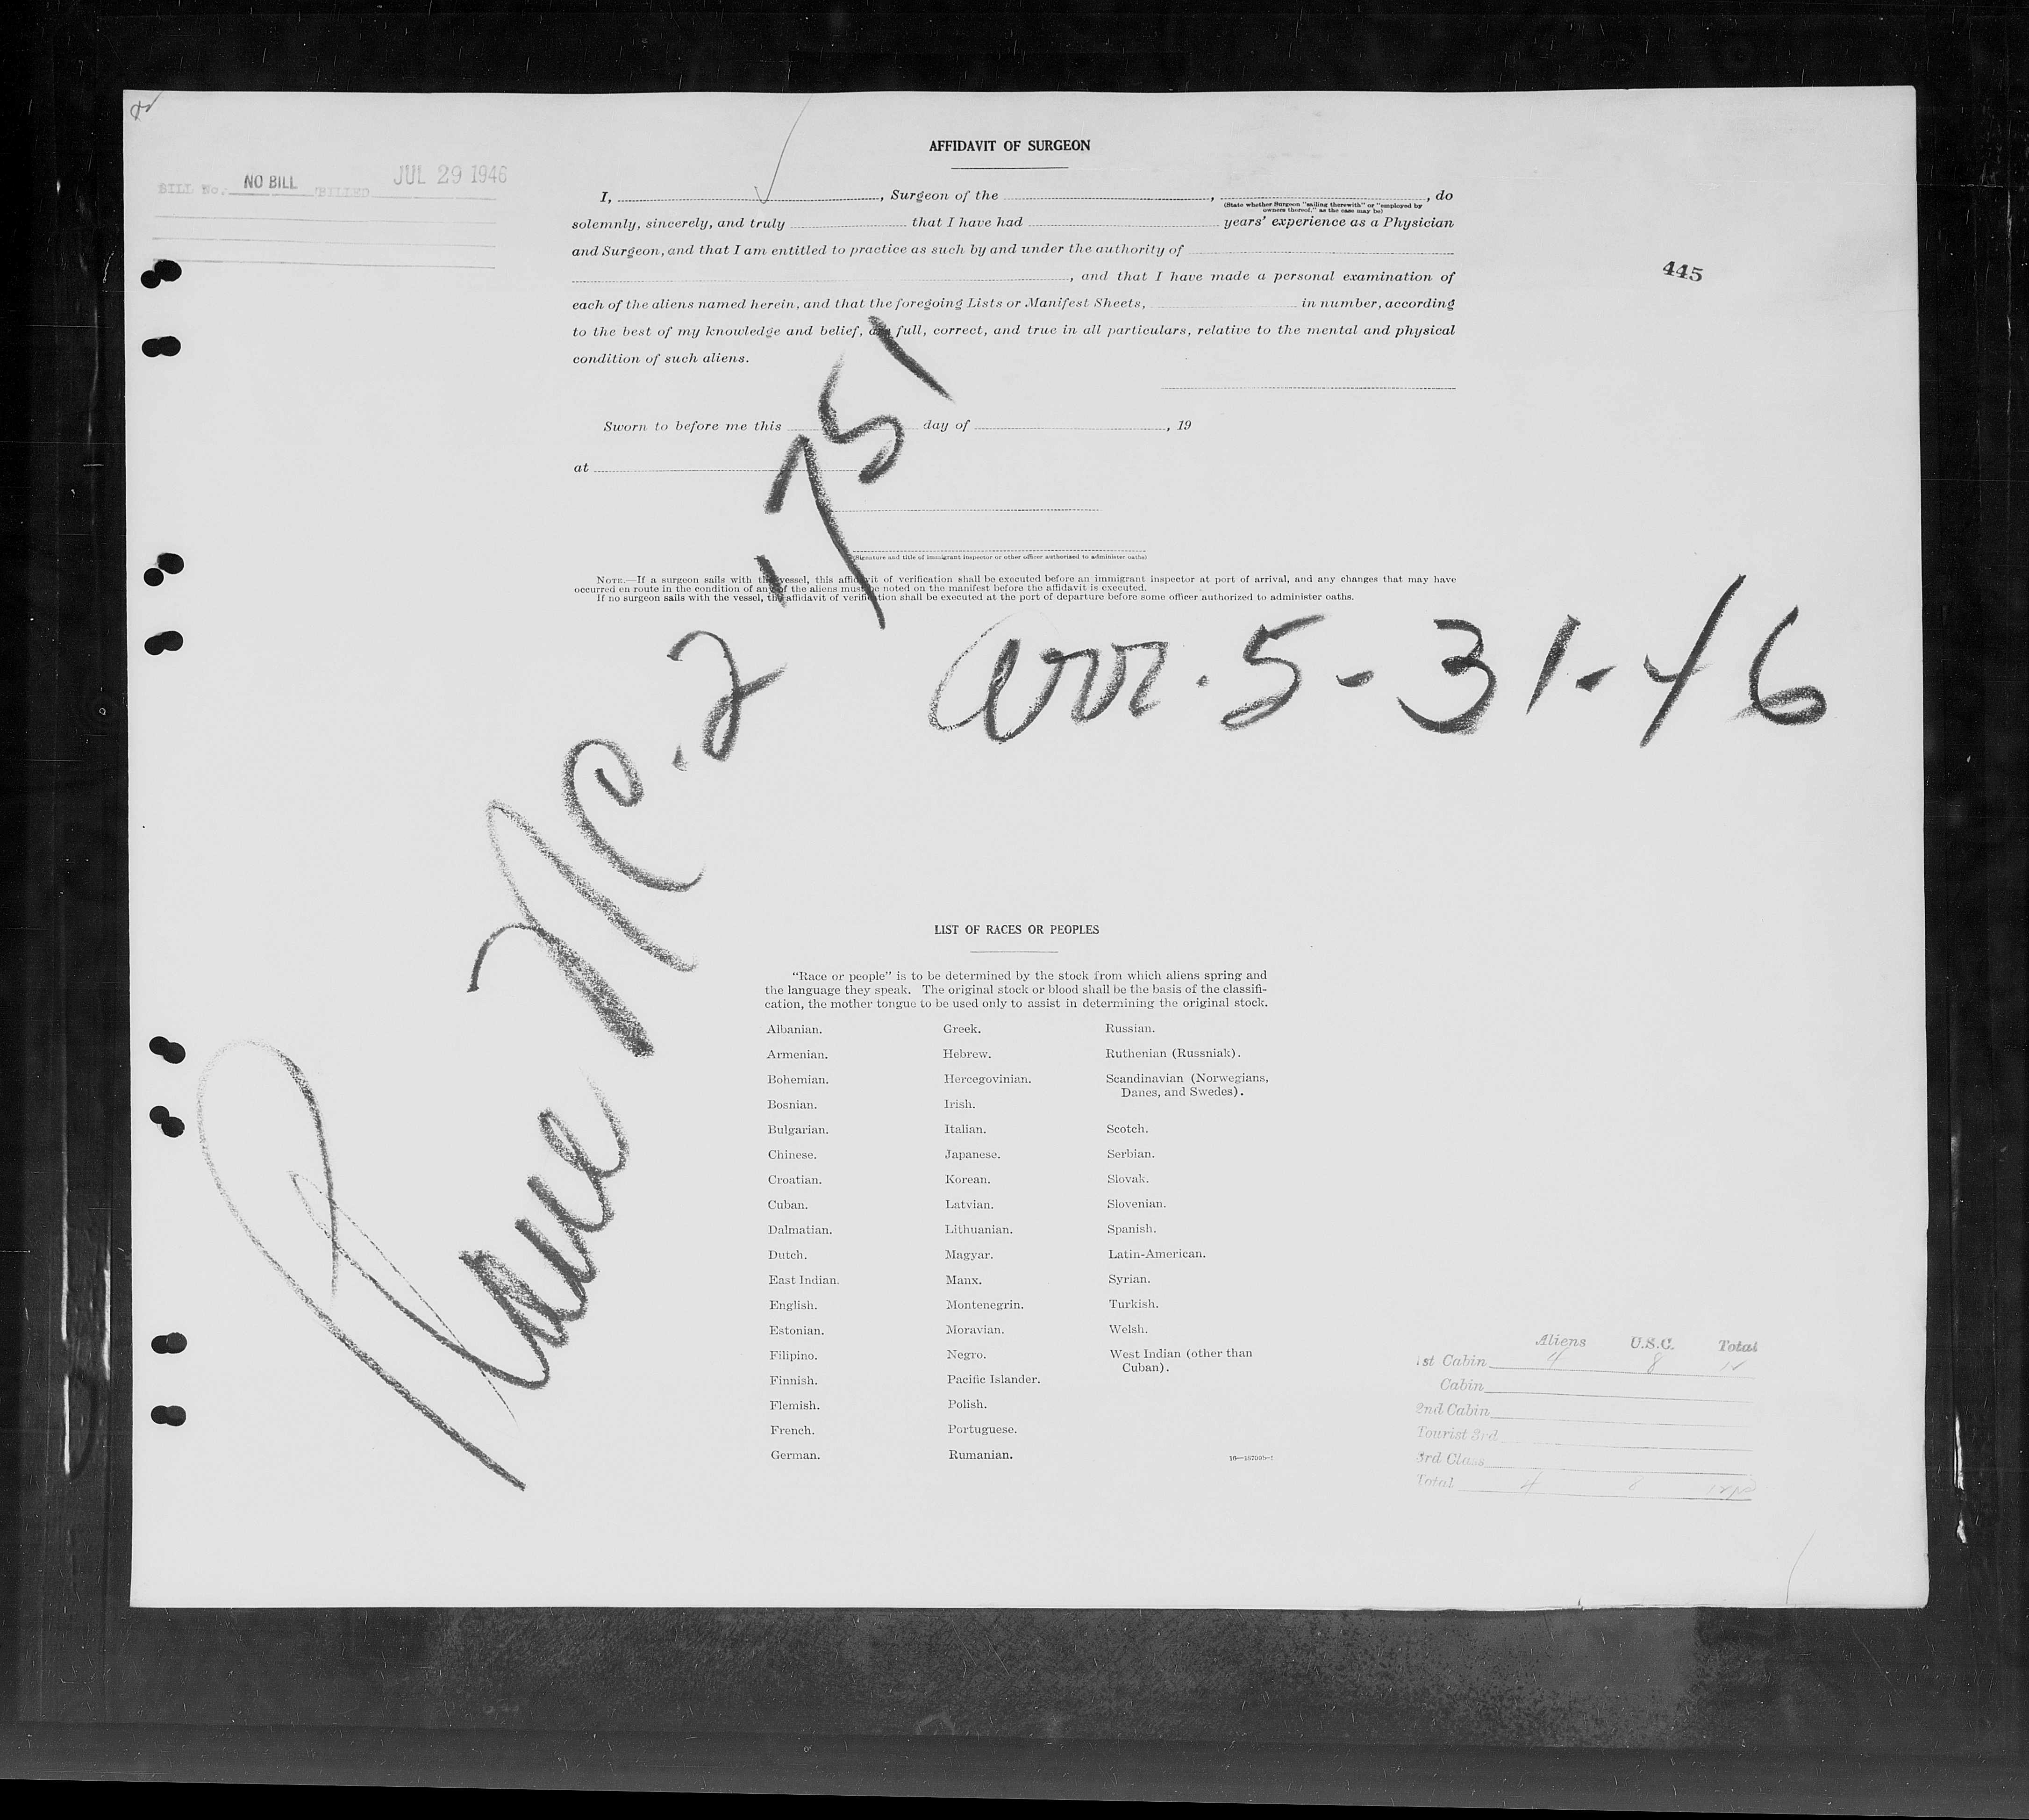 AFFIDAVIT OF SURGEON
BILL No. NO BILL BILLED JUL 29 1946
I, , Surgeon of the , , do
(State whether Surgeon "sailing therewith" or "employed by
owners thereof," as the case may be)
solemnly, sincerely, and truly that I have had years' experience as a Physician
and Surgeon, and that I am entitled to practice as such by and under the authority of
, and that I have made a personal examination of
445
each of the aliens named herein, and that the foregoing Lists or Manifest Sheets, in number, according
to the best of my knowledge and belief, are full, correct, and true in all particulars, relative to the mental and physical
condition of such aliens.
Sworn to before me this day of , 19
at
(Signature and title of immigrant inspector or other officer authorized to administer oaths)
NOTE.—If a surgeon sails with the vessel, this affidavit of verification shall be executed before an immigrant inspector at port of arrival, and any changes that may have
occurred en route in the condition of any of the aliens must be noted on the manifest before the affidavit is executed.
If no surgeon sails with the vessel, the affidavit of verification shall be executed at the port of departure before some officer authorized to administer oaths.
Plane NC-21751
arr. 5-31-46
LIST OF RACES OR PEOPLES
"Race or people" is to be determined by the stock from which aliens spring and
the language they speak. The original stock or blood shall be the basis of the classifi-
cation, the mother tongue to be used only to assist in determining the original stock.
Albanian.
Armenian.
Bohemian.
Bosnian.
Bulgarian.
Chinese.
Croatian.
Cuban.
Dalmatian.
Dutch.
East Indian.
English.
Estonian.
Filipino.
Finnish.
Flemish.
French.
German.
Greek.
Hebrew.
Hercegovinian.
Irish.
Italian.
Japanese.
Korean.
Latvian.
Lithuanian.
Magyar.
Manx.
Montenegrin.
Moravian.
Negro.
Pacific Islander.
Polish.
Portuguese.
Rumanian.
Russian.
Ruthenian (Russniak).
Scandinavian (Norwegians,
Danes, and Swedes).
Scotch.
Serbian.
Slovak.
Slovenian.
Spanish.
Latin-American.
Syrian.
Turkish.
Welsh.
West Indian (other than
Cuban).
Aliens U.S.C. Total
1st Cabin 4 8 12
Cabin
2nd Cabin
Tourist 3rd
3rd Class
Total 4 8